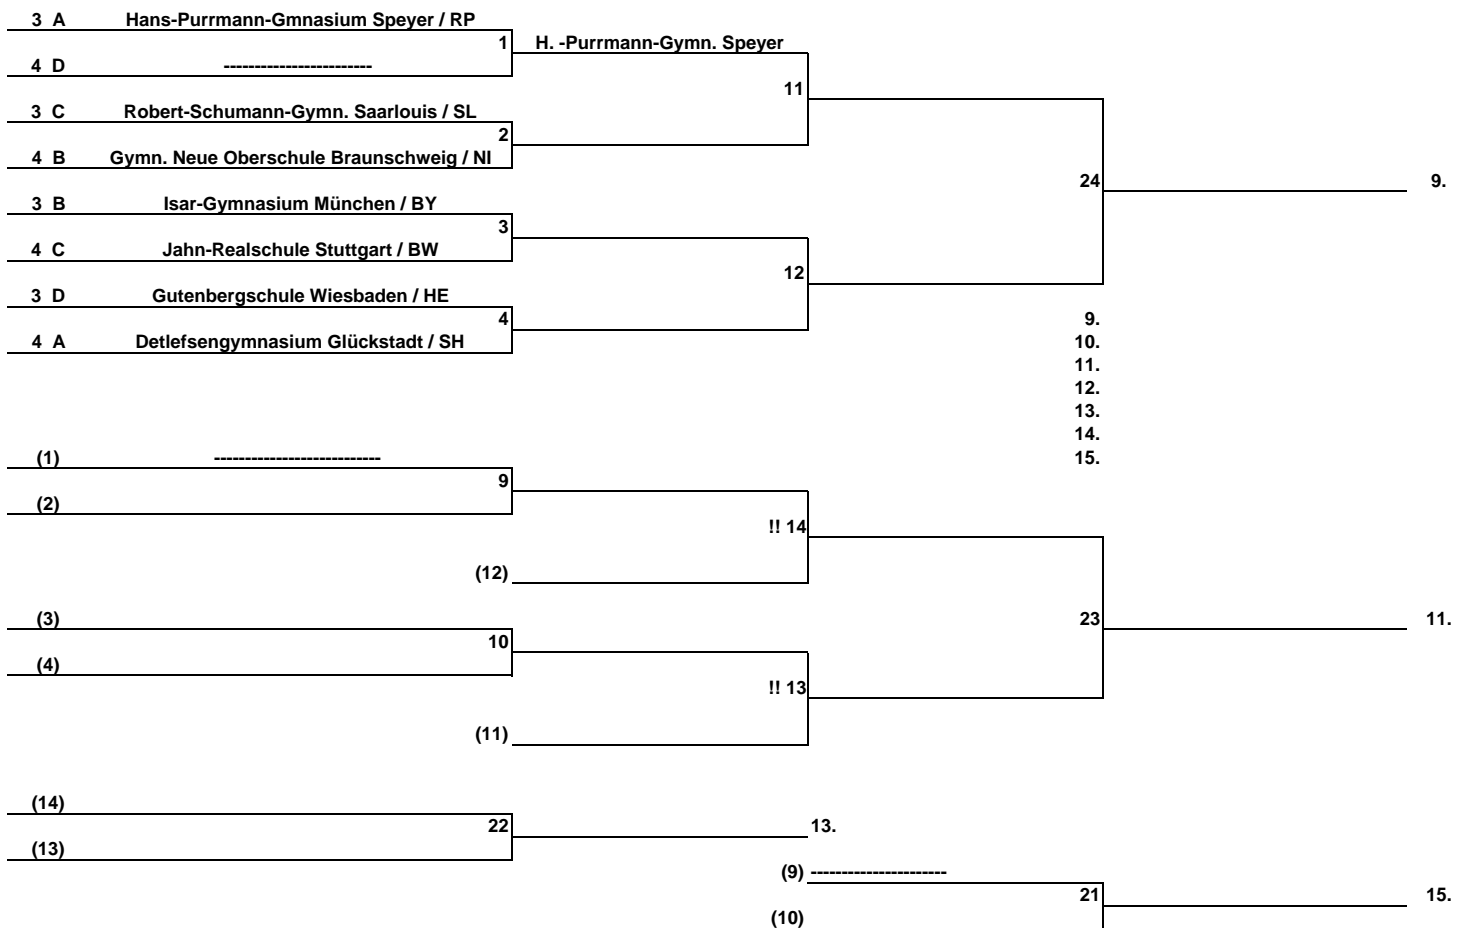 3 A Hans-Purrmann-Gmnasium Speyer / RP
1 H. -Purrmann-Gymn. Speyer
4 D ------------------------
11
3 C Robert-Schumann-Gymn. Saarlouis / SL
2
4 B Gymn. Neue Oberschule Braunschweig / NI
24 9.
3 B Isar-Gymnasium München / BY
3
4 C Jahn-Realschule Stuttgart / BW
12
3 D Gutenbergschule Wiesbaden / HE
4 9.
4 A Detlefsengymnasium Glückstadt / SH 10.
11.
12.
13.
14.
(1) --------------------------- 15.
9
(2)
!! 14
(12)
(3) 23 11.
10
(4)
!! 13
(11)
(14)
22 13.
(13)
(9) ----------------------
21 15.
(10)